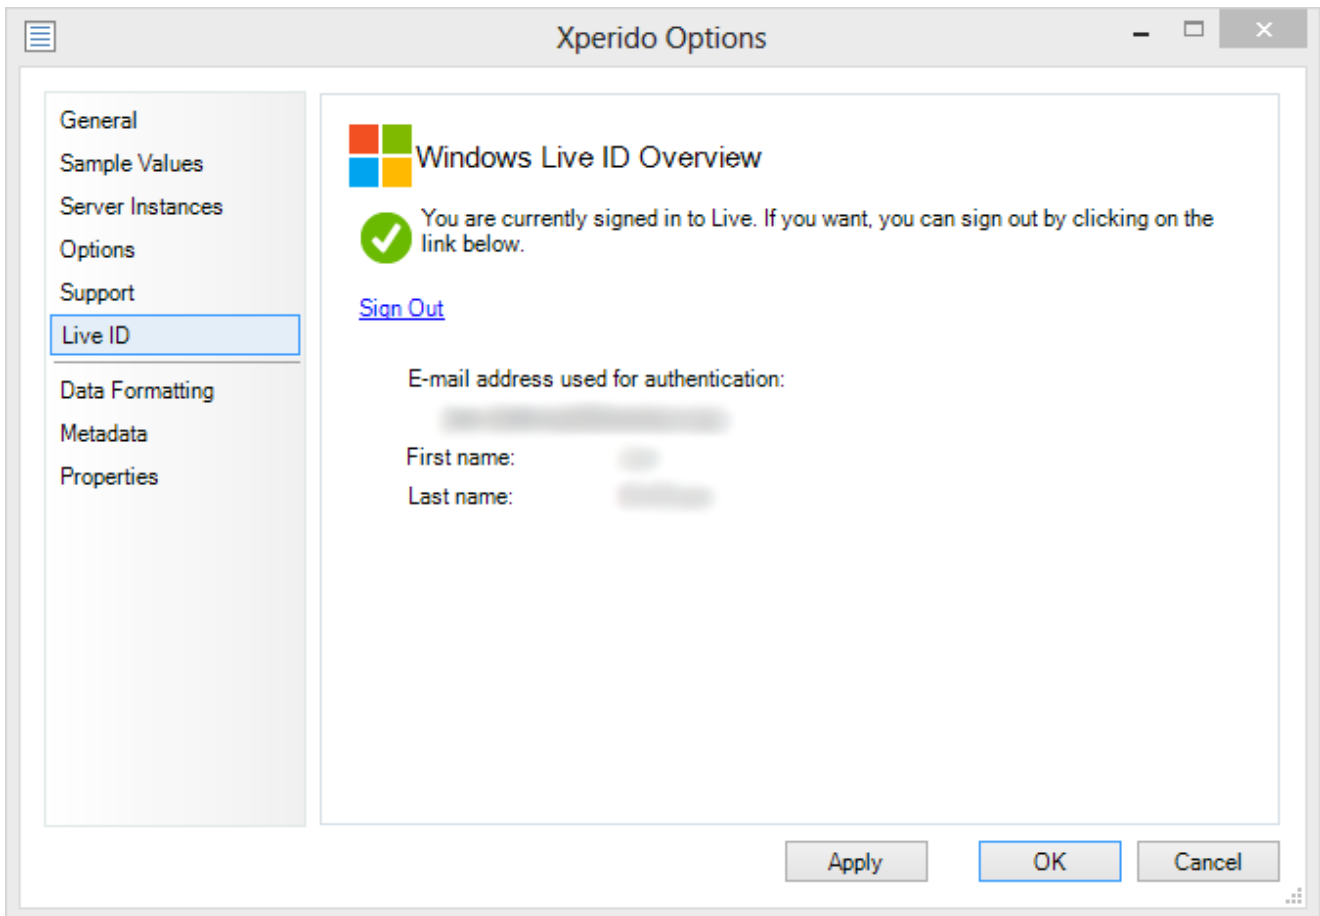 Xperido Options
General
Sample Values
Server Instances
Options
Support
Live ID
Data Formatting
Metadata
Properties
Windows Live ID Overview
You are currently signed in to Live. If you want, you can sign out by clicking on the
link below.
Sign Out
E-mail address used for authentication:
First name:
Last name:
Apply
OK
Cancel